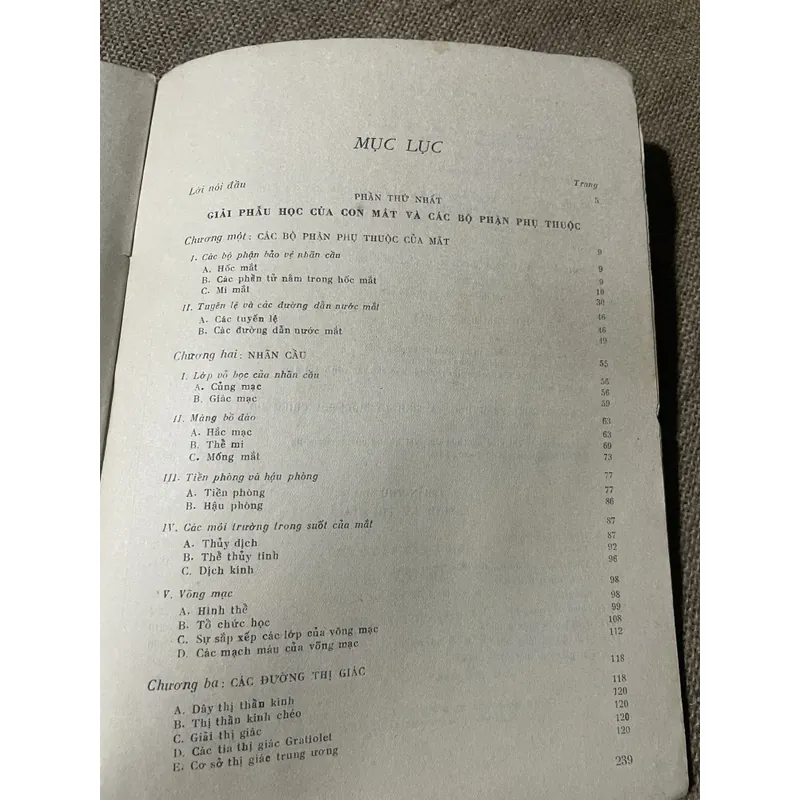 MỤC LỤC
Lời nói đầu Trang
PHẦN THỨ NHẤT 5
GIẢI PHẪU HỌC CỦA CON MẮT VÀ CÁC BỘ PHẬN PHỤ THUỘC
Chương một: CÁC BỘ PHẬN PHỤ THUỘC CỦA MẮT
I. Các bộ phận bảo vệ nhãn cầu 9
A. Hốc mắt 9
B. Các phần tử nằm trong hốc mắt 9
C. Mi mắt 19
II. Tuyến lệ và các đường dẫn nước mắt 30
A. Các tuyến lệ 46
B. Các đường dẫn nước mắt 46
49
Chương hai: NHÃN CẦU 55
I. Lớp vỏ bọc của nhãn cầu 55
A. Củng mạc 56
B. Giác mạc 59
II. Màng bồ đào 63
A. Hắc mạc 63
B. Thể mi 69
C. Mống mắt 73
III. Tiền phòng và hậu phòng 77
A. Tiền phòng 77
B. Hậu phòng 86
IV. Các môi trường trong suốt của mắt 87
A. Thủy dịch 87
B. Thể thủy tinh 92
C. Dịch kính 96
V. Võng mạc 98
A. Hình thể 98
B. Tổ chức học 99
C. Sự sắp xếp các lớp của võng mạc 108
D. Các mạch máu của võng mạc 112
Chương ba: CÁC ĐƯỜNG THỊ GIÁC 118
A. Dây thị thần kinh 118
B. Thị thần kinh chéo 120
C. Giải thị giác 120
D. Các tia thị giác Gratiolet 120
E. Cơ sở thị giác trung ương 120
239